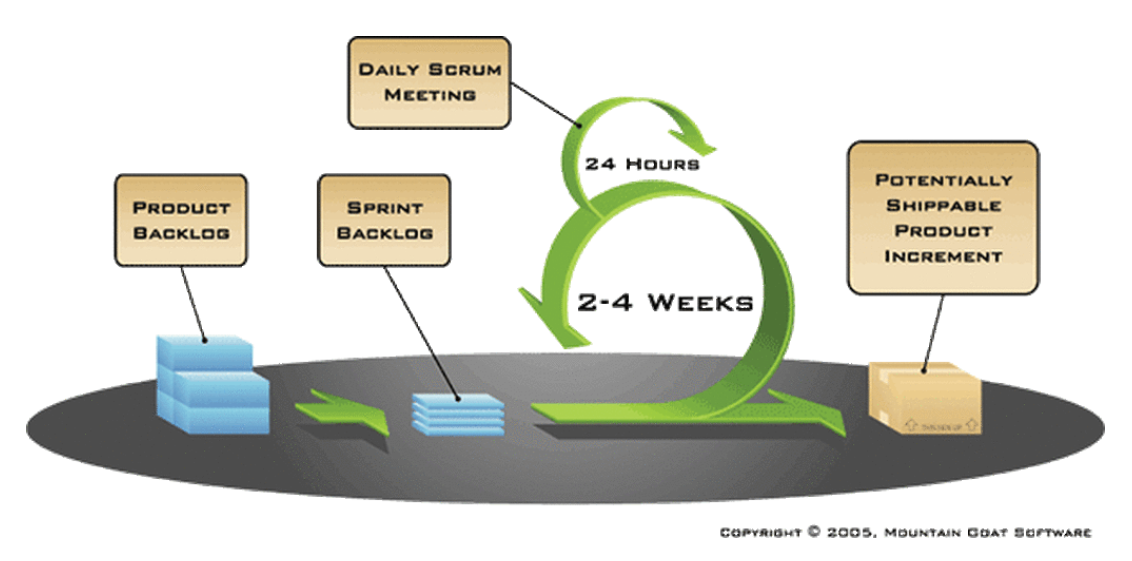 DAILY SCRUM
MEETING
24 HOURS
PRODUCT
BACKLOG
SPRINT
BACKLOG
POTENTIALLY
SHIPPABLE
PRODUCT
INCREMENT
2-4 WEEKS
THIS SIDE UP
COPYRIGHT © 2005, MOUNTAIN GOAT SOFTWARE